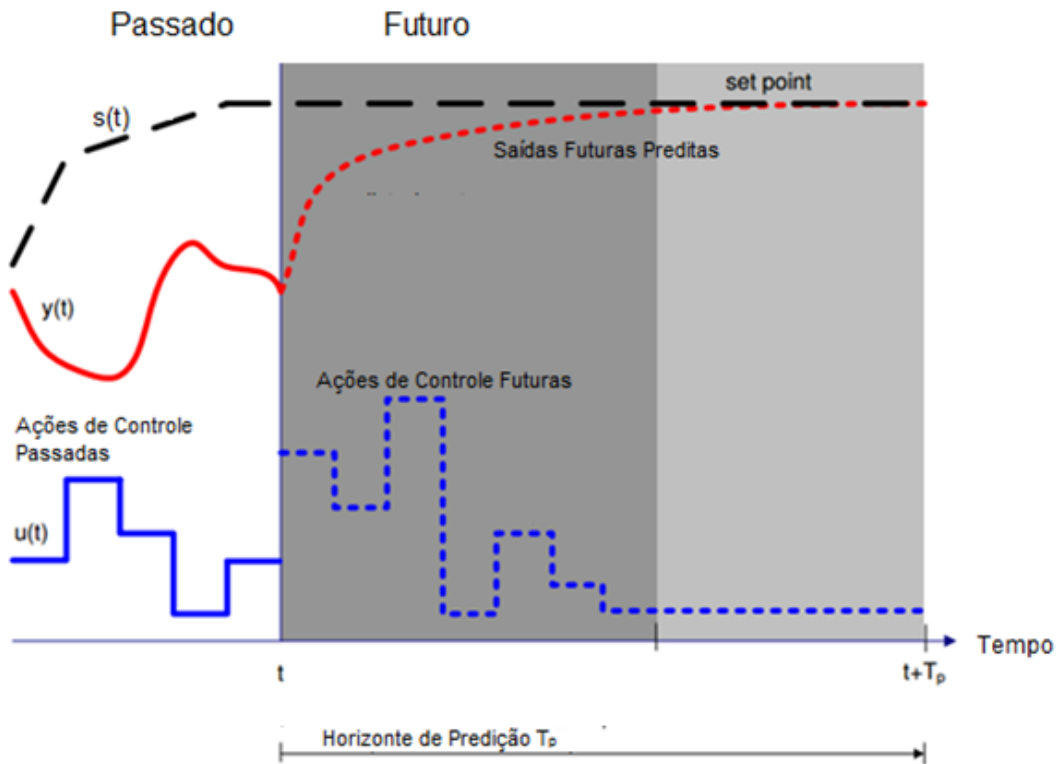 Passado Futuro
set point
s(t)
Saídas Futuras Preditas
y(t)
Ações de Controle Futuras
Ações de Controle
Passadas
u(t)
Tempo
t
t+Tₚ
Horizonte de Predição Tₚ